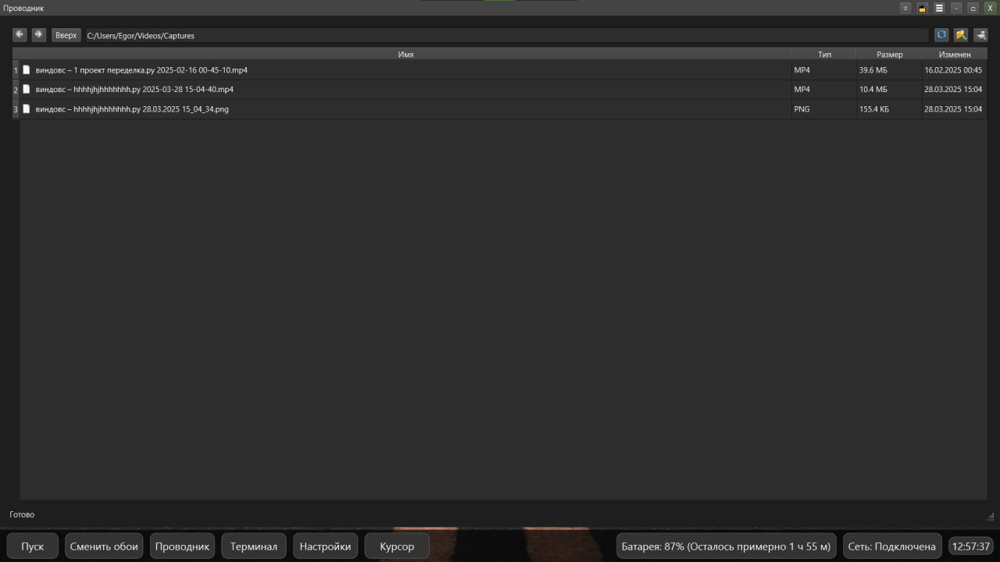 Проводник
X
Вверх C:/Users/Egor/Videos/Captures
Имя Тип Размер Изменен
1 виндовс – 1 проект переделка.py 2025-02-16 00-45-10.mp4 MP4 39.6 МБ 16.02.2025 00:45
2 виндовс – hhhhjhjhhhhhhh.py 2025-03-28 15-04-40.mp4 MP4 10.4 МБ 28.03.2025 15:04
3 виндовс – hhhhjhjhhhhhhh.py 28.03.2025 15_04_34.png PNG 155.4 КБ 28.03.2025 15:04
Готово
Пуск Сменить обои Проводник Терминал Настройки Курсор Батарея: 87% (Осталось примерно 1 ч 55 м) Сеть: Подключена 12:57:37